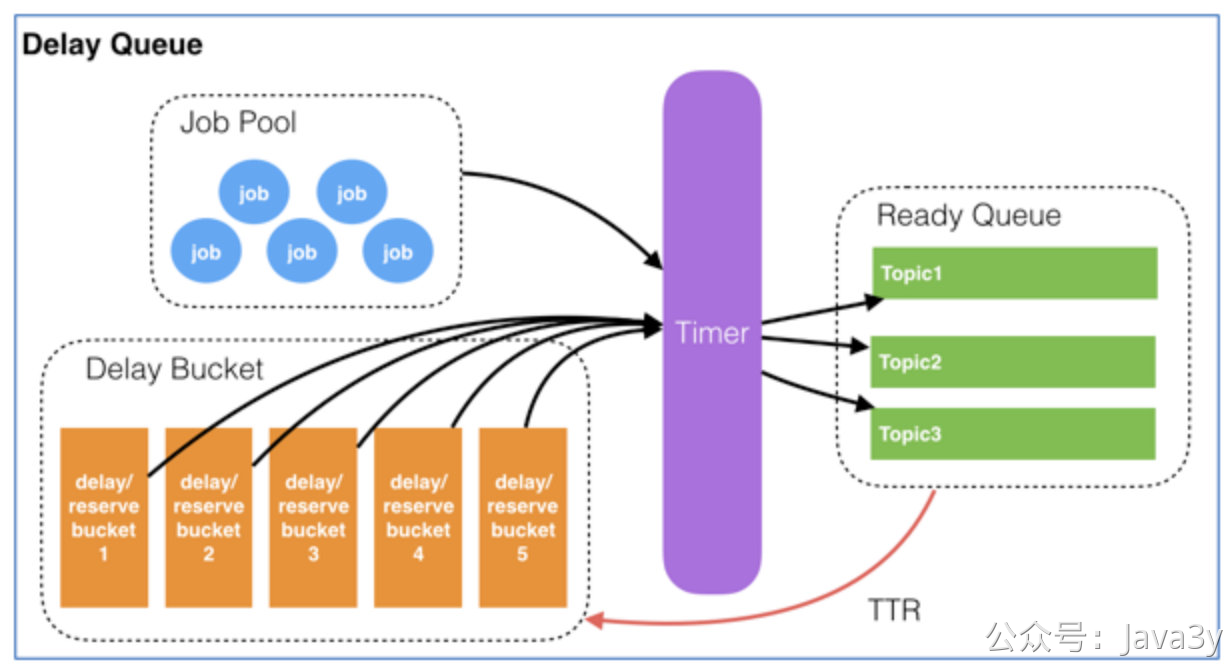 Delay Queue
Job Pool
job
job
job
job
job
Delay Bucket
delay/
reserve
bucket
1
delay/
reserve
bucket
2
delay/
reserve
bucket
3
delay/
reserve
bucket
4
delay/
reserve
bucket
5
Timer
Ready Queue
Topic1
Topic2
Topic3
TTR
公众号：Java3y